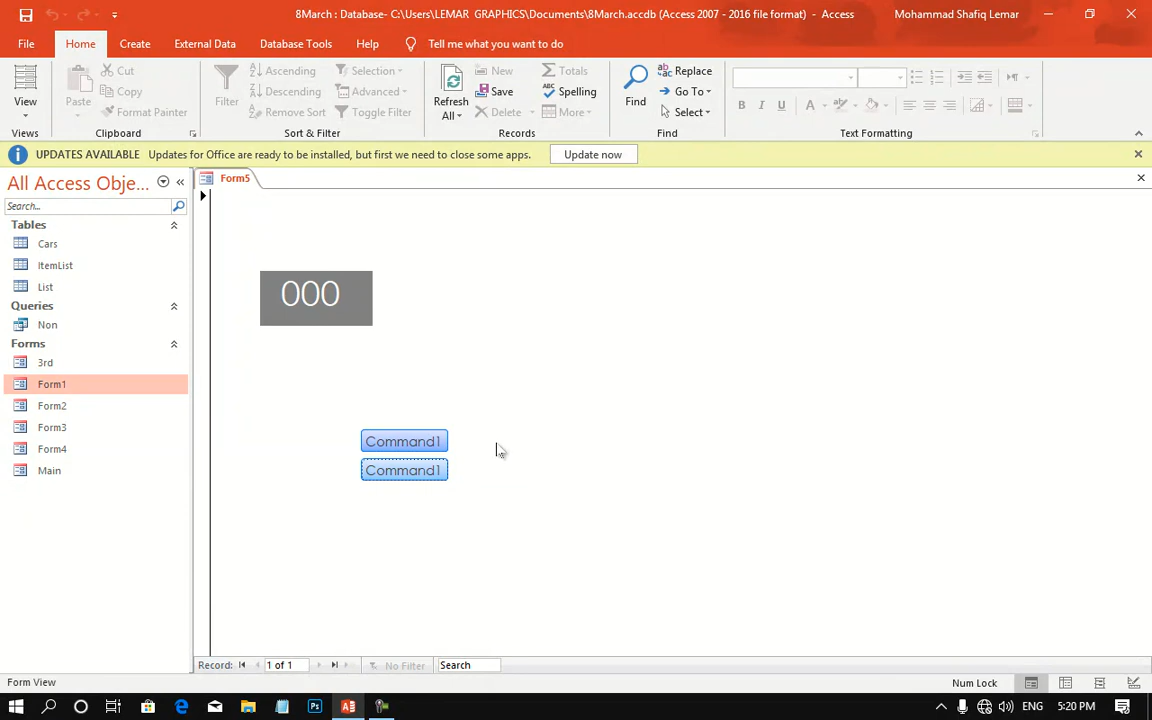 8March : Database- C:\Users\LEMAR GRAPHICS\Documents\8March.accdb (Access 2007 - 2016 file format) - Access
Mohammad Shafiq Lemar
File Home Create External Data Database Tools Help Tell me what you want to do
View
Views
Paste
Cut
Copy
Format Painter
Clipboard
Filter
Ascending
Descending
Remove Sort
Selection
Advanced
Toggle Filter
Sort & Filter
Refresh
All
New
Save
Delete
Totals
Spelling
More
Records
Find
Replace
Go To
Select
Find
B I U A
Text Formatting
UPDATES AVAILABLE Updates for Office are ready to be installed, but first we need to close some apps. Update now
All Access Obje...
Search...
Tables
Cars
ItemList
List
Queries
Non
Forms
3rd
Form1
Form2
Form3
Form4
Main
Form5
000
Command1
Command1
Record: 1 of 1 No Filter Search
Form View
Num Lock
Ps
ENG 5:20 PM